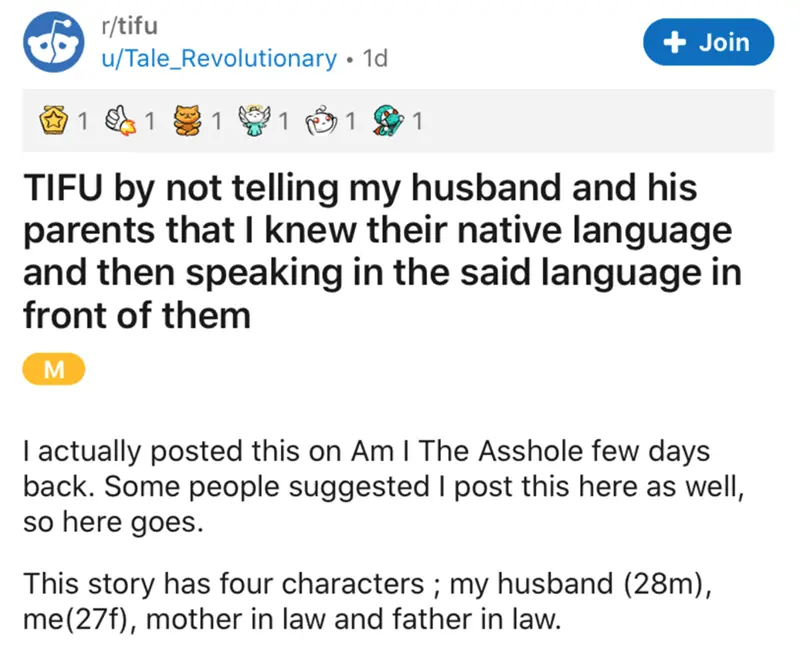 r/tifu
u/Tale_Revolutionary • 1d
+ Join
1 1 1 1 1 1
TIFU by not telling my husband and his
parents that I knew their native language
and then speaking in the said language in
front of them
M
I actually posted this on Am I The Asshole few days
back. Some people suggested I post this here as well,
so here goes.
This story has four characters ; my husband (28m),
me(27f), mother in law and father in law.